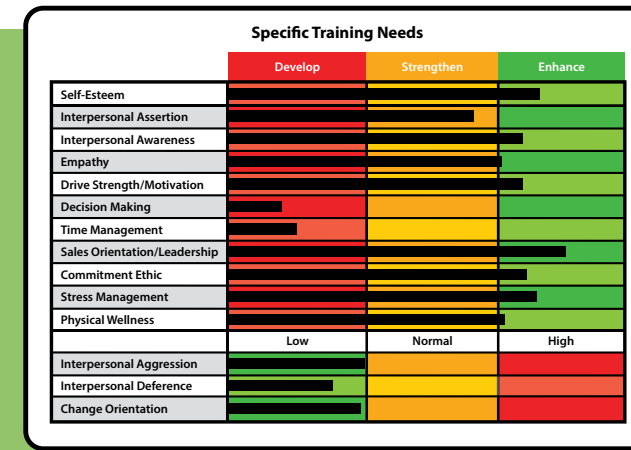 Specific Training Needs
Develop Strengthen Enhance
Self-Esteem
Interpersonal Assertion
Interpersonal Awareness
Empathy
Drive Strength/Motivation
Decision Making
Time Management
Sales Orientation/Leadership
Commitment Ethic
Stress Management
Physical Wellness
Low Normal High
Interpersonal Aggression
Interpersonal Deference
Change Orientation